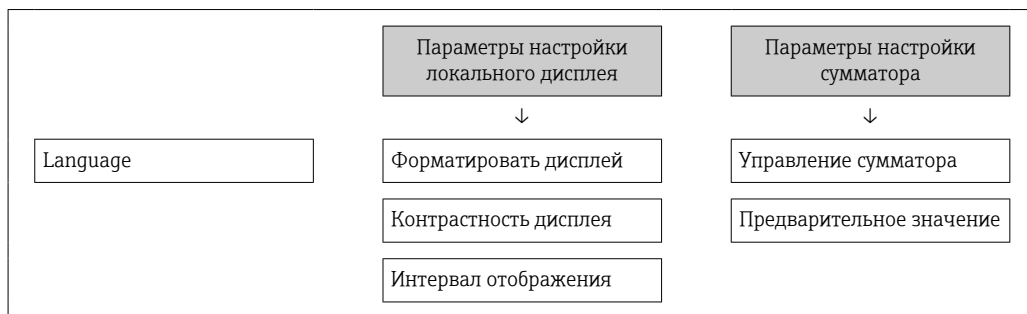 Параметры настройки
локального дисплея
Параметры настройки
сумматора
↓
↓
Language
Форматировать дисплей
Управление сумматора
Контрастность дисплея
Предварительное значение
Интервал отображения